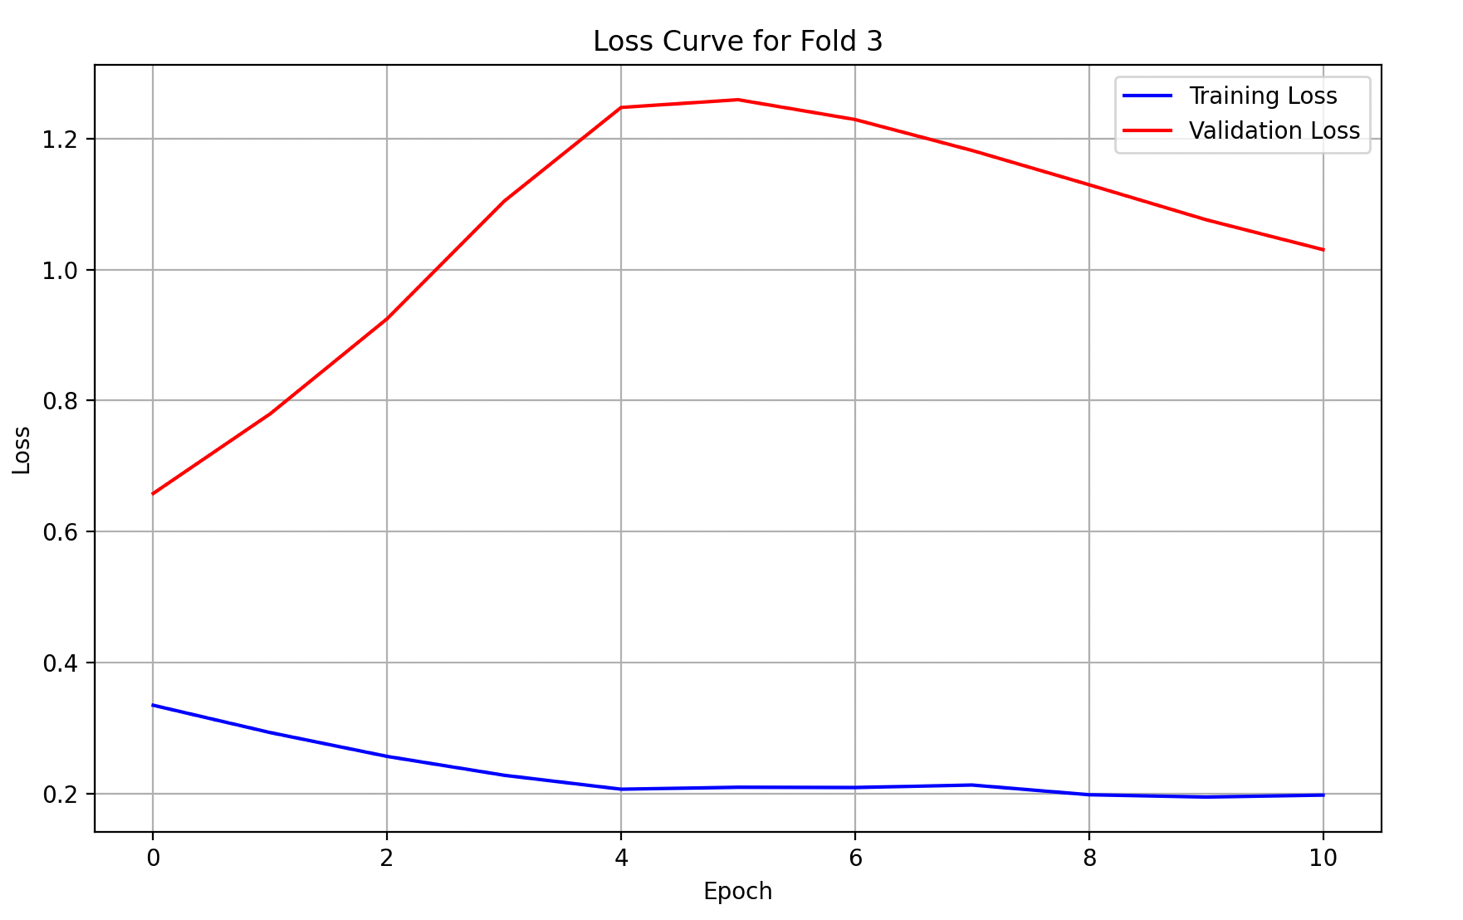 Loss Curve for Fold 3
Training Loss
Validation Loss
1.2
1.0
0.8
0.6
0.4
0.2
Loss
0 2 4 6 8 10
Epoch